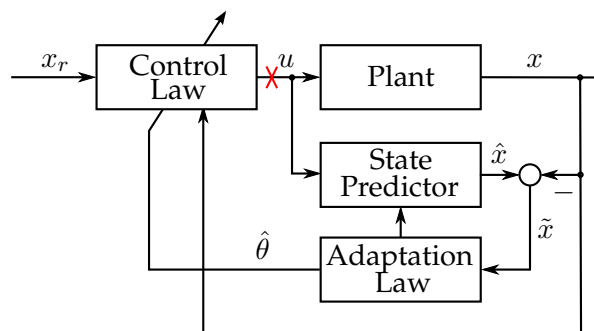 x_r
Control
Law
u
Plant
x
State
Predictor
x̂
−
x̃
θ̂
Adaptation
Law